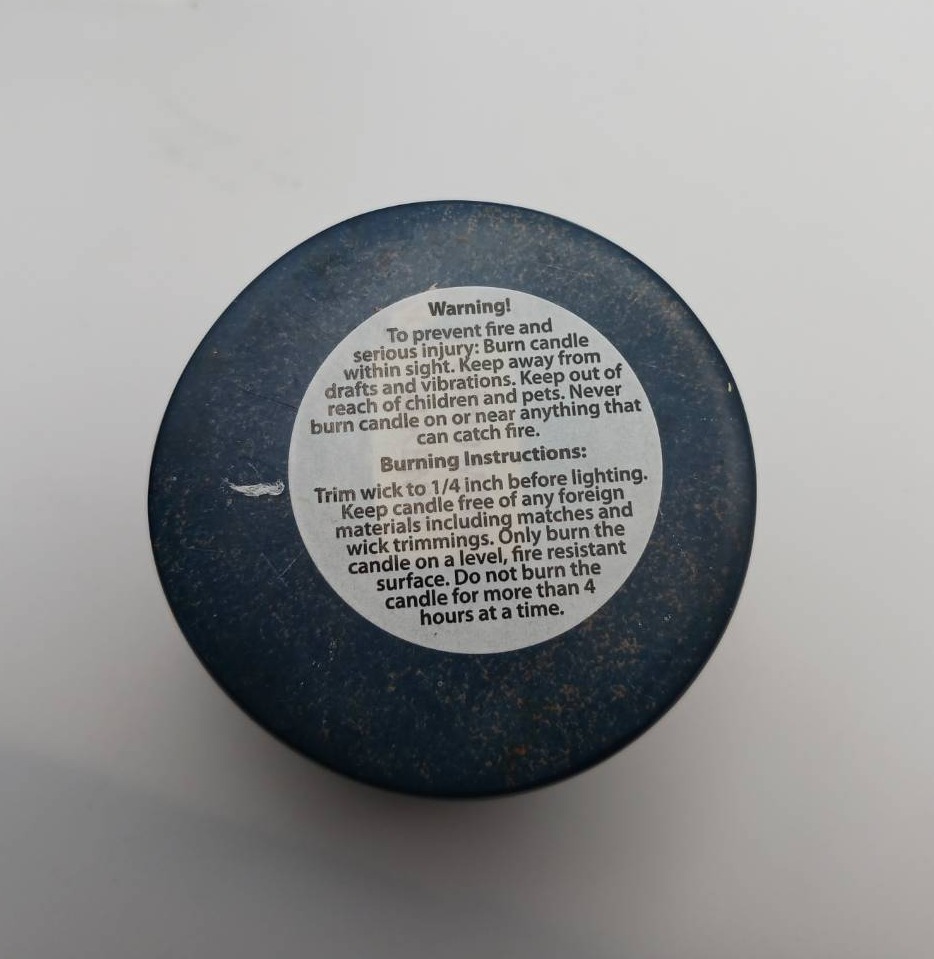 Warning!
To prevent fire and
serious injury: Burn candle
within sight. Keep away from
drafts and vibrations. Keep out of
reach of children and pets. Never
burn candle on or near anything that
can catch fire.
Burning Instructions:
Trim wick to 1/4 inch before lighting.
Keep candle free of any foreign
materials including matches and
wick trimmings. Only burn the
candle on a level, fire resistant
surface. Do not burn the
candle for more than 4
hours at a time.